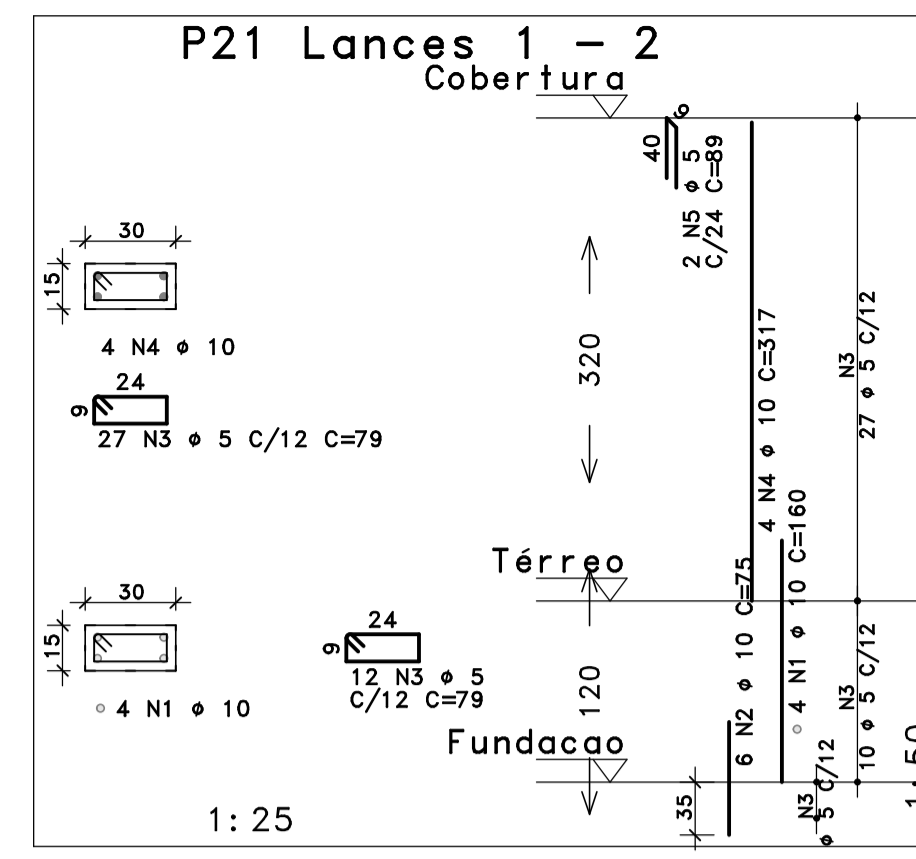 P21 Lances 1 - 2
Cobertura
40
9
2 N5 ø 5
C/24 C=89
30
15
4 N4 ø 10
24
9
27 N3 ø 5 C/12 C=79
320
4 N4 ø 10 C=317
N3
27 ø 5 C/12
Térreo
30
15
4 N1 ø 10
24
9
12 N3 ø 5
C/12 C=79
120
6 N2 ø 10 C=75
4 N1 ø 10 C=160
N3
10 ø 5 C/12
Fundacao
35
N3
ø 5 C/12
1:25